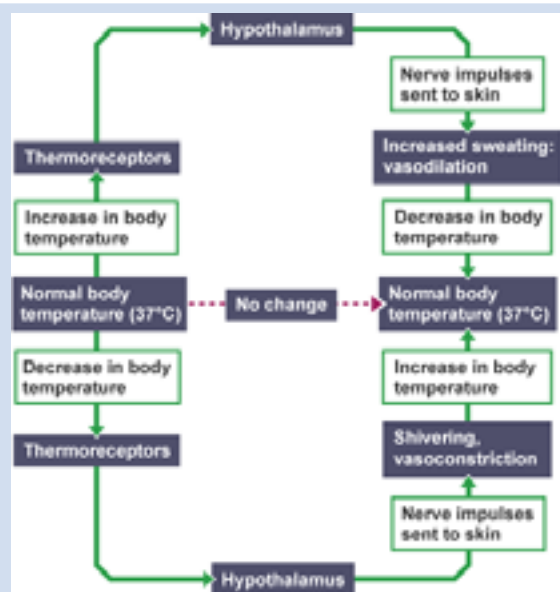 Hypothalamus
Nerve impulses
sent to skin
Thermoreceptors
Increased sweating:
vasodilation
Increase in body
temperature
Decrease in body
temperature
Normal body
temperature (37°C)
No change
Normal body
temperature (37°C)
Decrease in body
temperature
Increase in body
temperature
Thermoreceptors
Shivering,
vasoconstriction
Nerve impulses
sent to skin
Hypothalamus